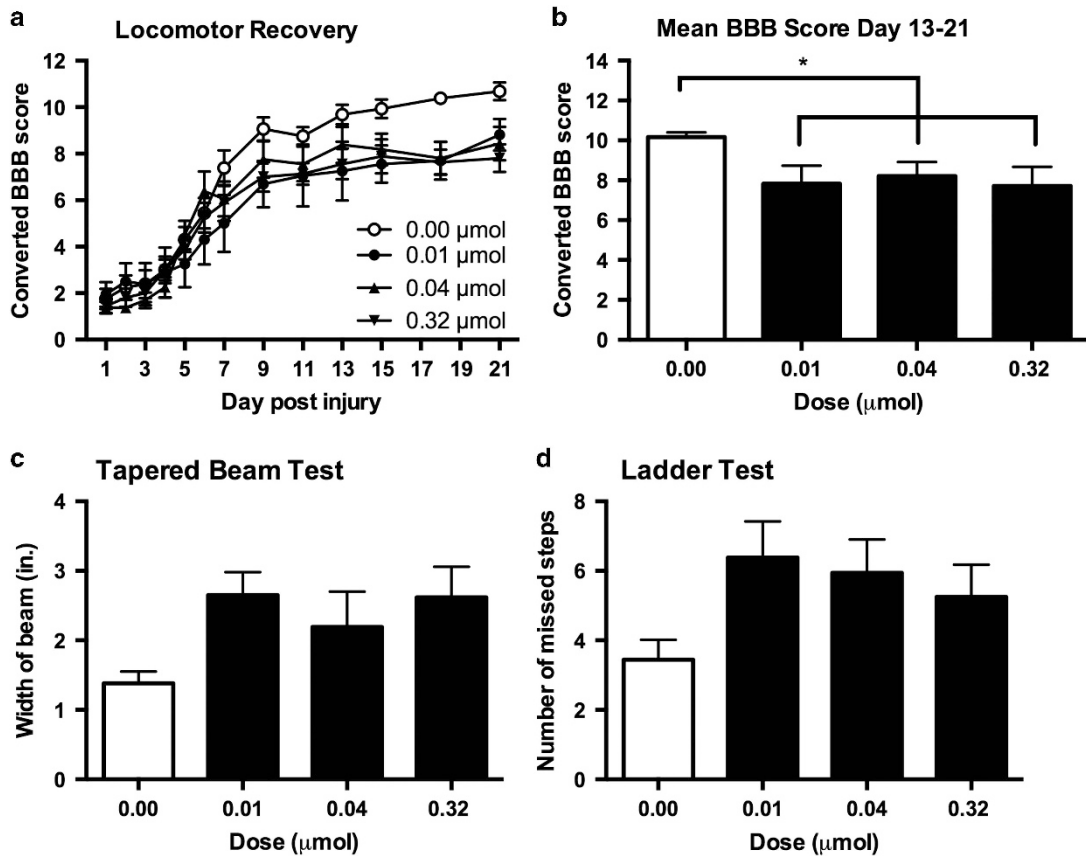 a
Locomotor Recovery
Converted BBB score
12
10
8
6
4
2
0
0.00 µmol
0.01 µmol
0.04 µmol
0.32 µmol
1 3 5 7 9 11 13 15 17 19 21
Day post injury
b
Mean BBB Score Day 13-21
Converted BBB score
14
12
10
8
6
4
2
0
*
0.00 0.01 0.04 0.32
Dose (µmol)
c
Tapered Beam Test
Width of beam (in.)
4
3
2
1
0
0.00 0.01 0.04 0.32
Dose (µmol)
d
Ladder Test
Number of missed steps
8
6
4
2
0
0.00 0.01 0.04 0.32
Dose (µmol)